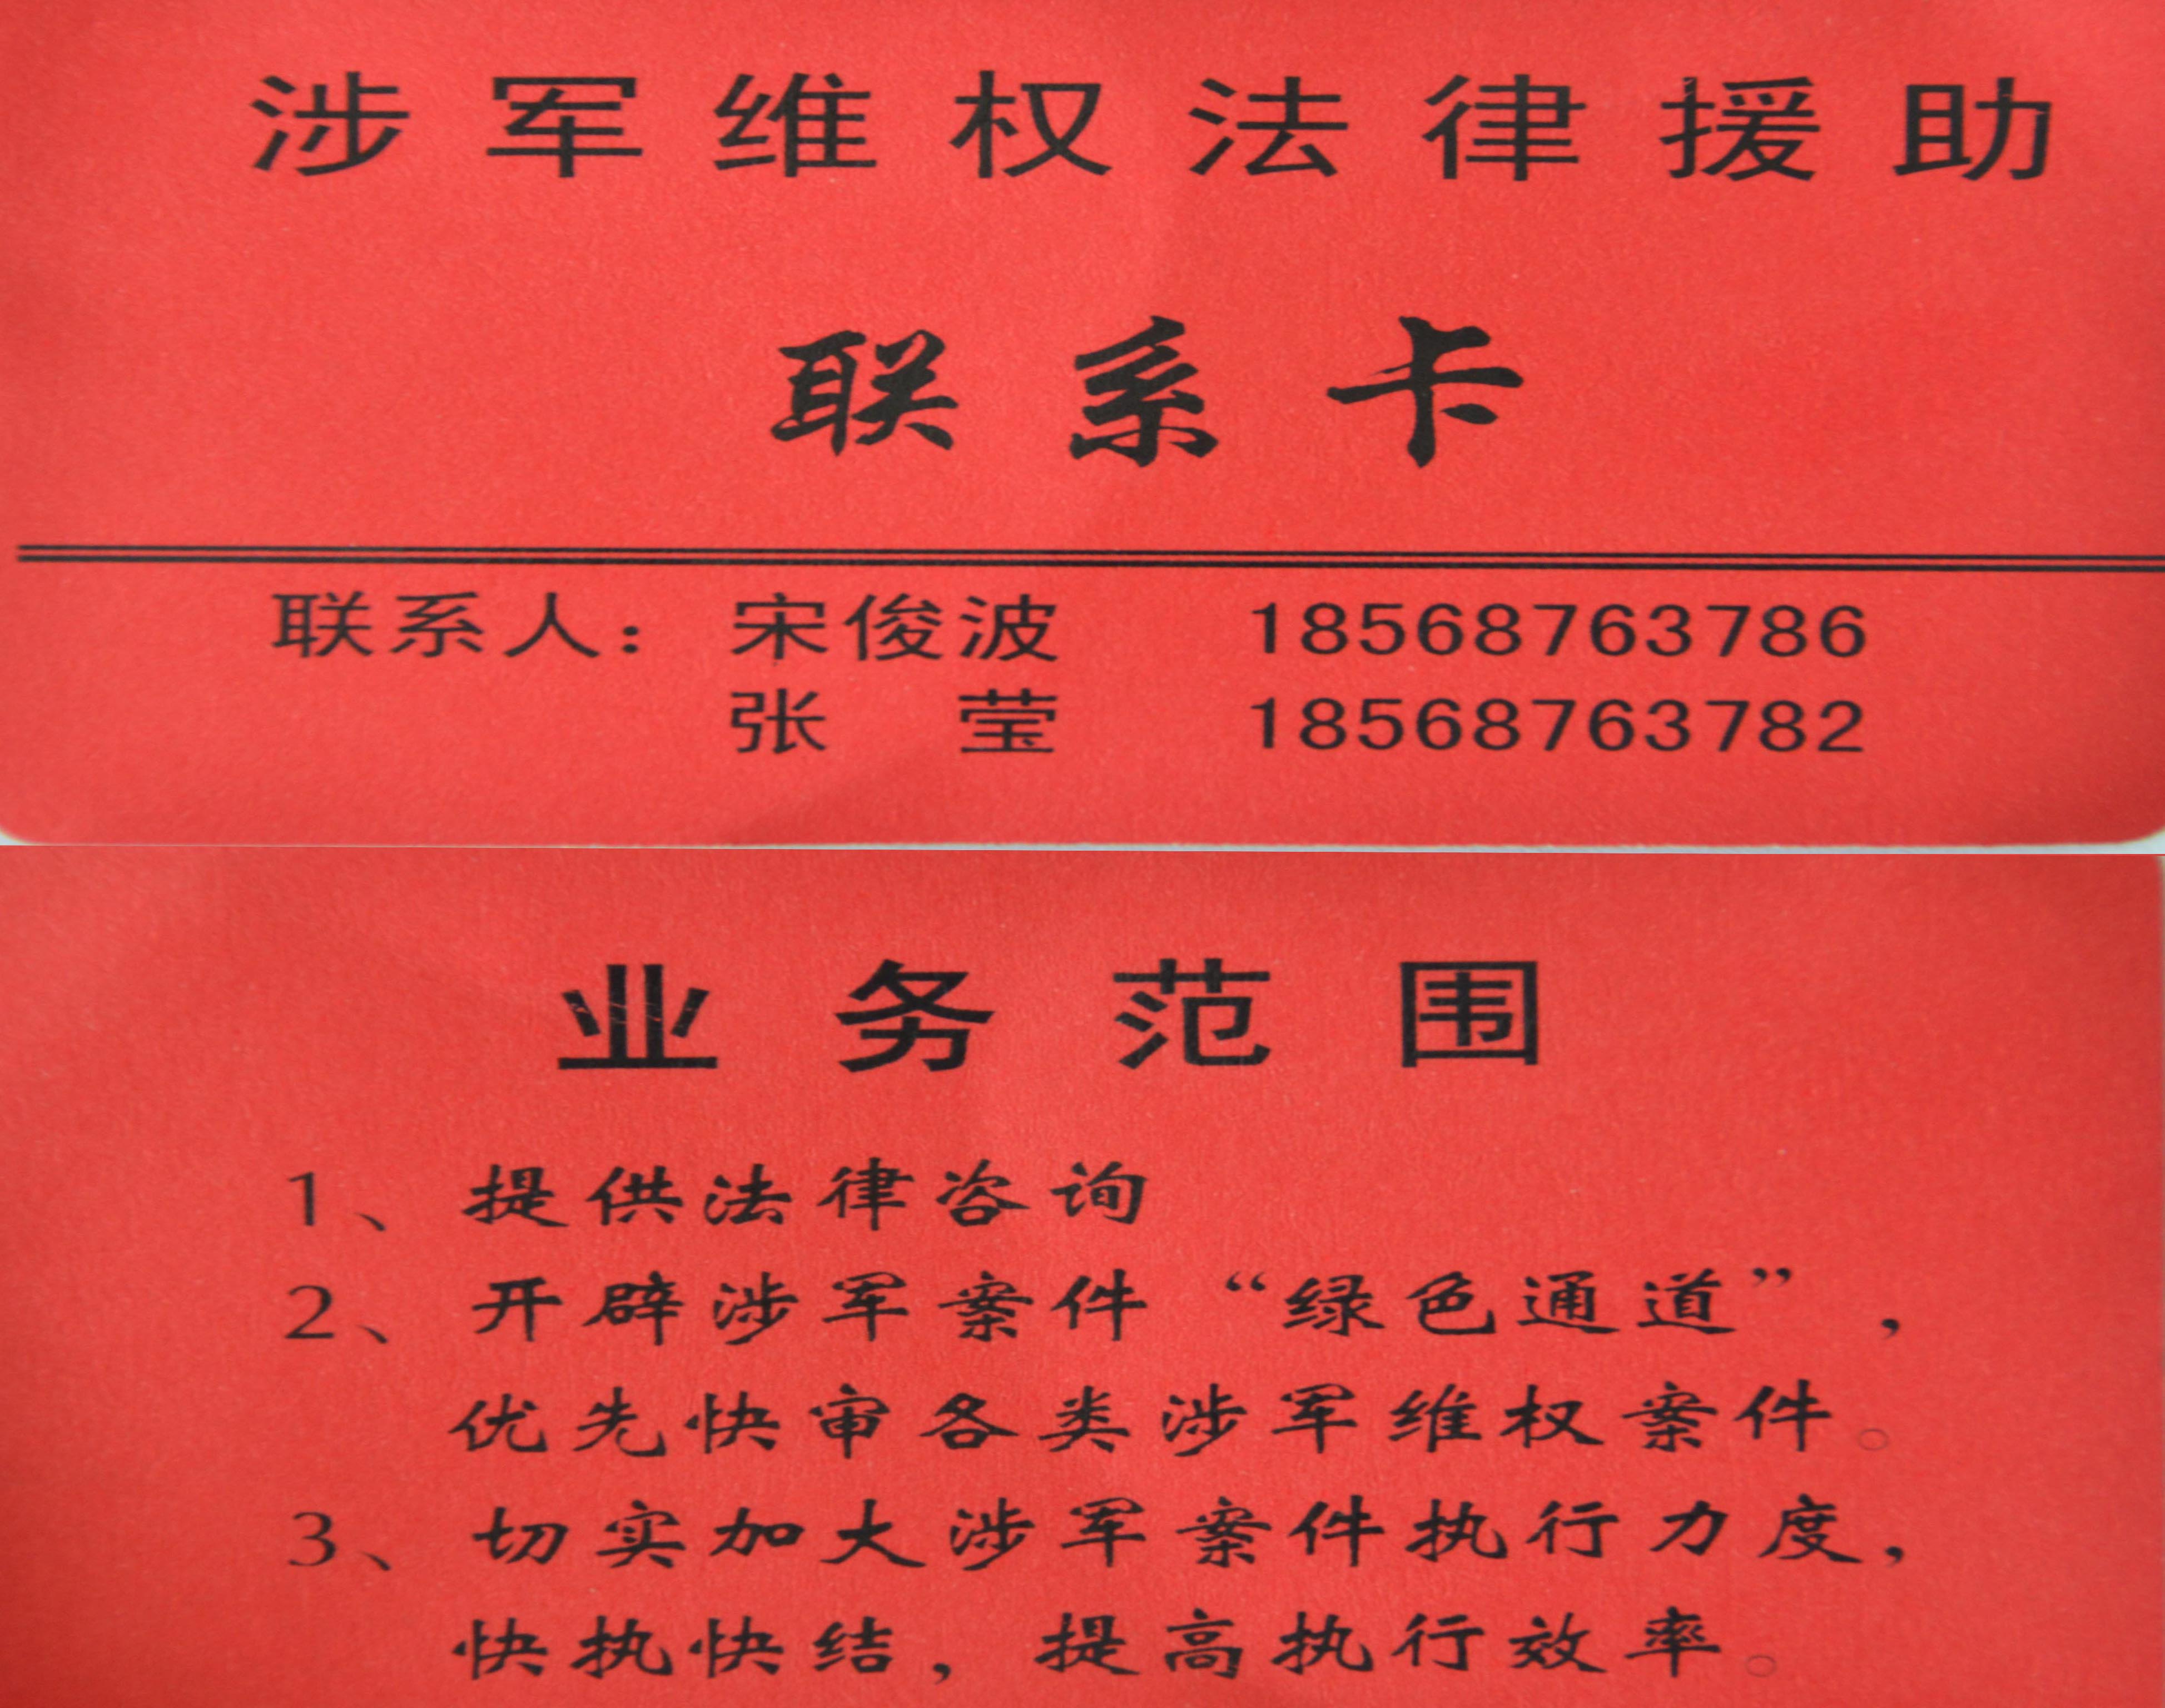 涉军维权法律援助
联系卡
联系人：宋俊波 18568763786
张 莹 18568763782
业务范围
1、提供法律咨询
2、开辟涉军案件“绿色通道”，
优先快审各类涉军维权案件。
3、切实加大涉军案件执行力度，
快执快结，提高执行效率。